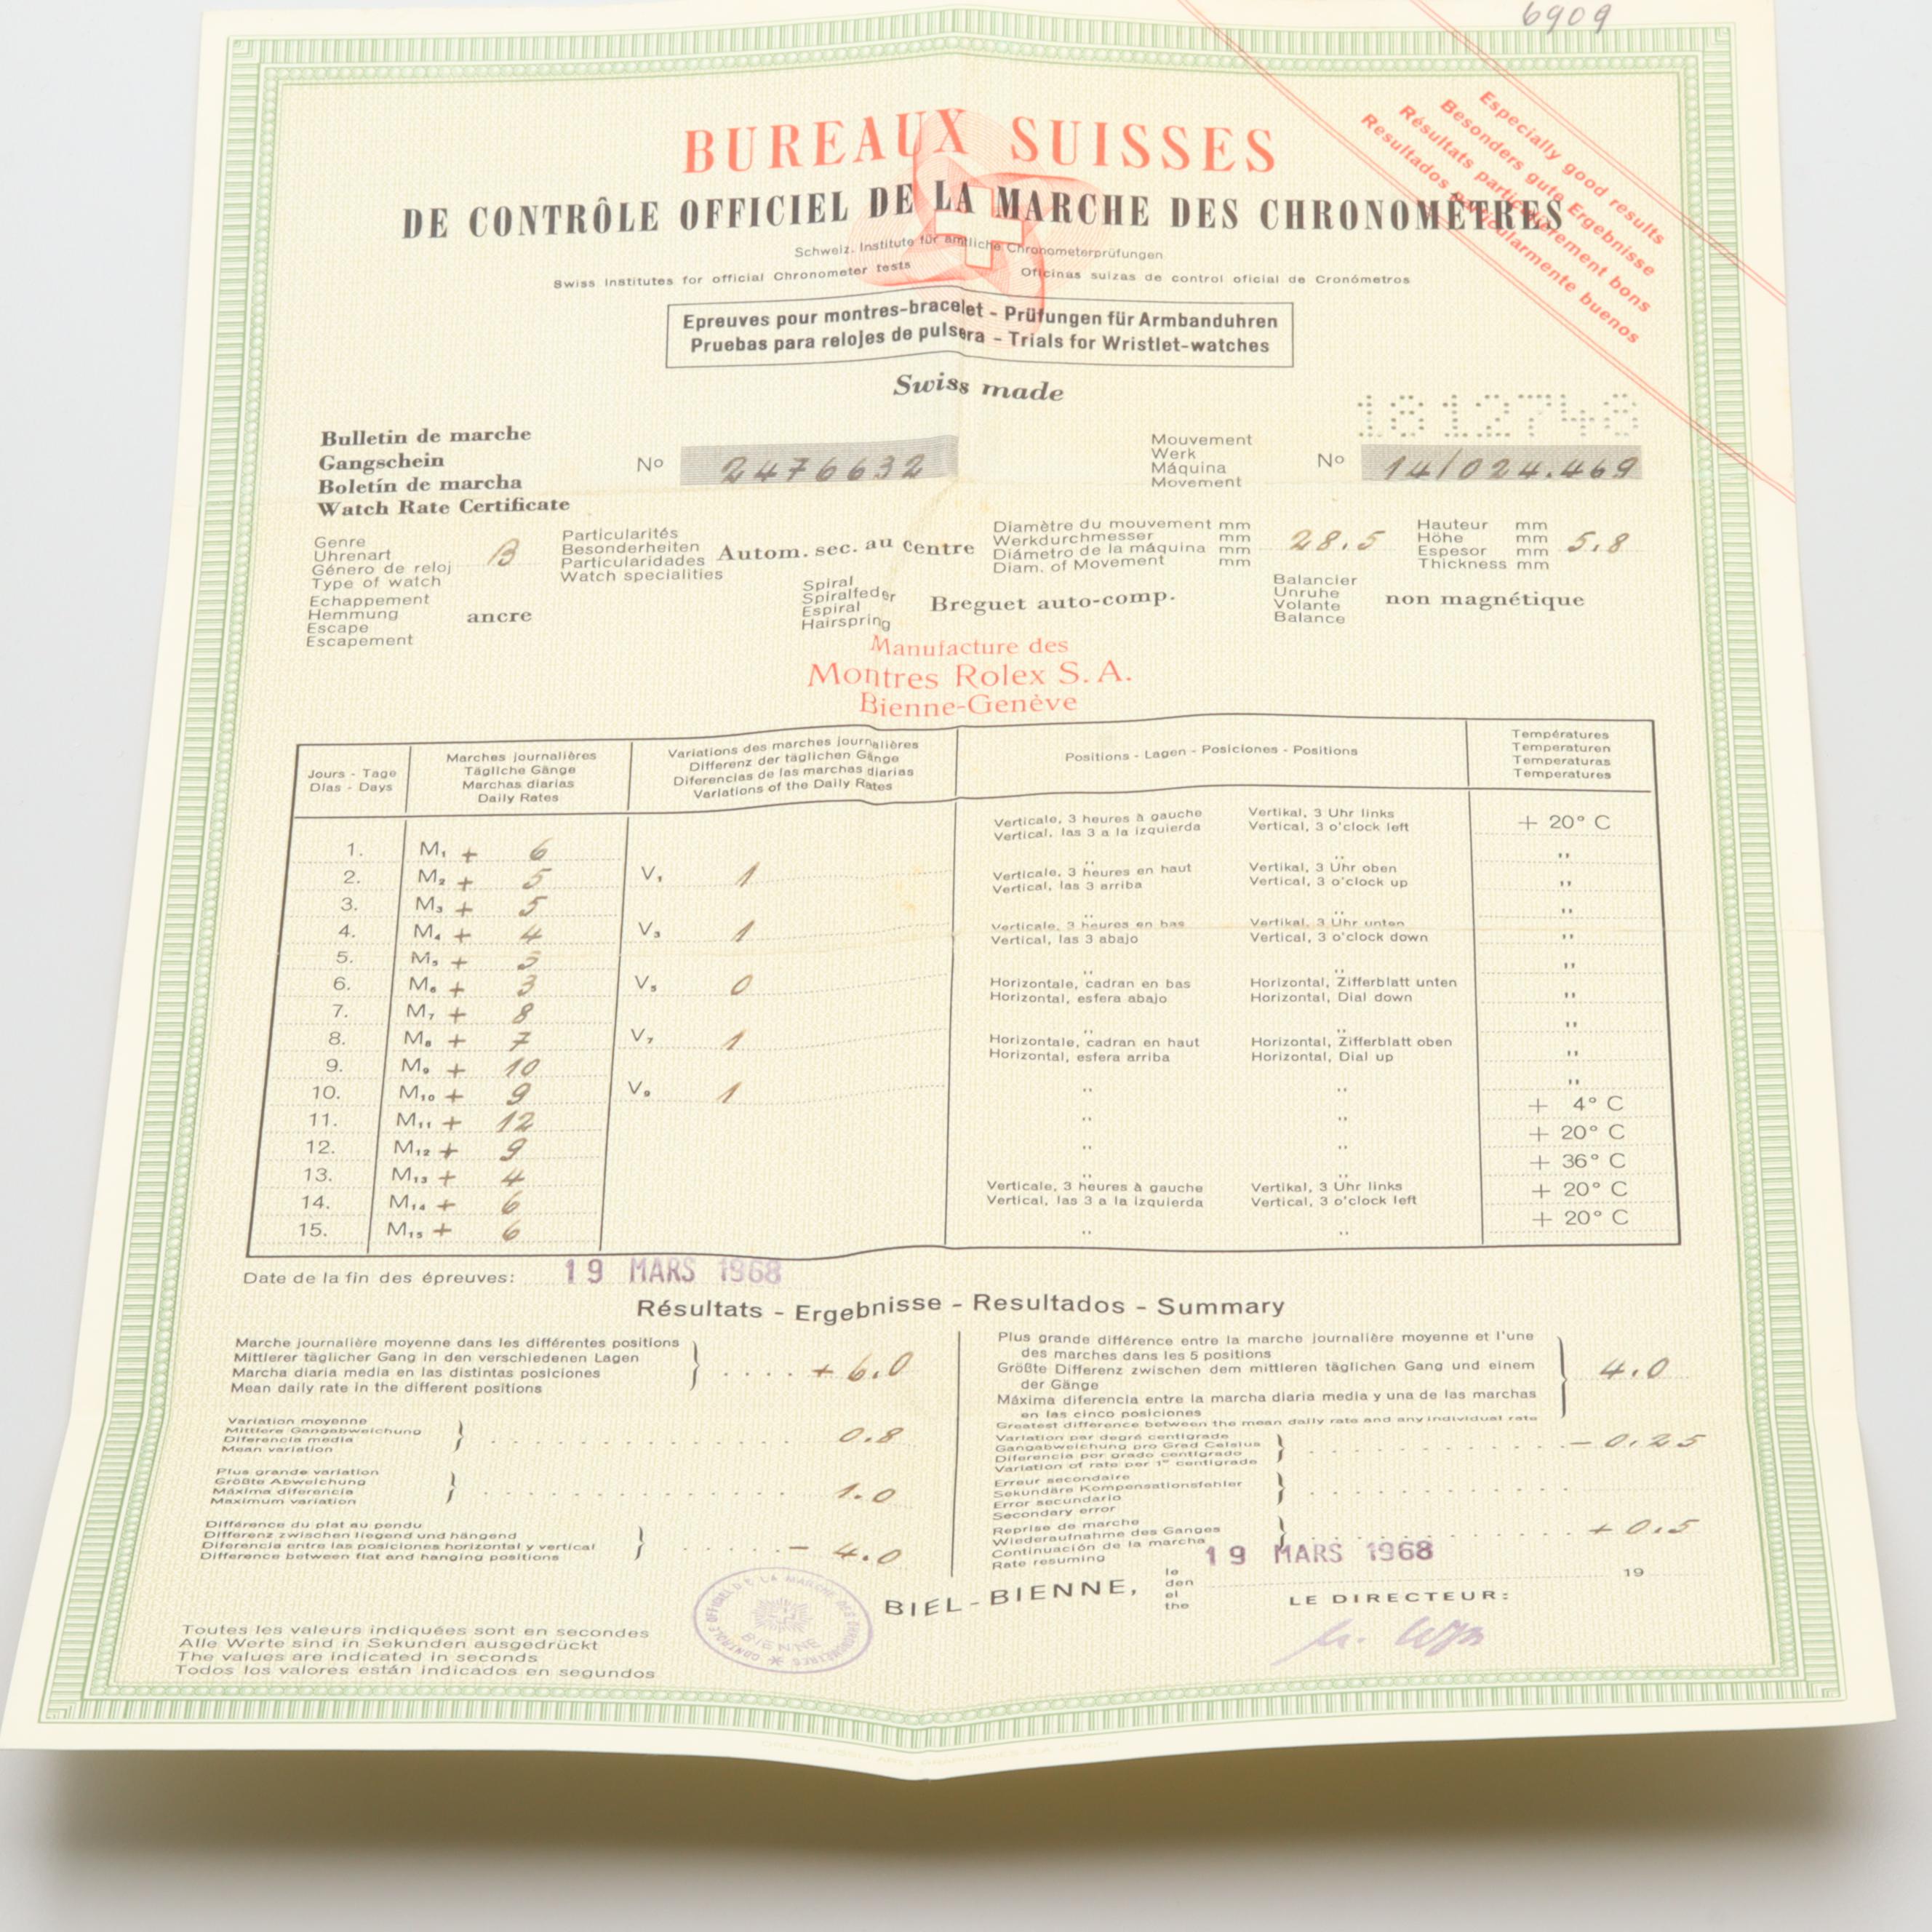 6909
Especially good results
Besonders gute Ergebnisse
Résultats particulièrement bons
Resultados particularmente buenos
BUREAUX SUISSES
DE CONTRÔLE OFFICIEL DE LA MARCHE DES CHRONOMÈTRES
Schweiz. Institute für amtliche Chronometerprüfungen
Swiss Institutes for official Chronometer tests Oficinas suizas de control oficial de Cronómetros
Epreuves pour montres-bracelet - Prüfungen für Armbanduhren
Pruebas para relojes de pulsera - Trials for Wristlet-watches
Swiss made
1812748
Bulletin de marche
Gangschein
Boletín de marcha
Watch Rate Certificate
No 2476632
Mouvement
Werk
Máquina
Movement
No 14/024.469
Genre
Uhrenart
Género de reloj
Type of watch
B
Particularités
Besonderheiten
Particularidades
Watch specialities
Autom. sec. au centre
Diamètre du mouvement mm
Werkdurchmesser mm
Diámetro de la máquina mm
Diam. of Movement mm
28.5
Hauteur mm
Höhe mm
Espesor mm
Thickness mm
5.8
Echappement
Hemmung
Escape
Escapement
ancre
Spiral
Spiralfeder
Espiral
Hairspring
Breguet auto-comp.
Balancier
Unruhe
Volante
Balance
non magnétique
Manufacture des
Montres Rolex S.A.
Bienne-Genève
Jours - Tage
Días - Days
Marches journalières
Tägliche Gänge
Marchas diarias
Daily Rates
Variations des marches journalières
Differenz der täglichen Gänge
Diferencias de las marchas diarias
Variations of the Daily Rates
Positions - Lagen - Posiciones - Positions
Températures
Temperaturen
Temperaturas
Temperatures
Verticale, 3 heures à gauche Vertikal, 3 Uhr links
Vertical, las 3 a la izquierda Vertical, 3 o'clock left
+ 20° C
1. M₁ + 6 ,, ,, ,,
2. M₂ + 5 V₁ 1
Verticale, 3 heures en haut Vertikal, 3 Uhr oben
Vertical, las 3 arriba Vertical, 3 o'clock up
,,
3. M₃ + 5 ,, ,, ,,
4. M₄ + 4 V₃ 1
Verticale, 3 heures en bas Vertikal, 3 Uhr unten
Vertical, las 3 abajo Vertical, 3 o'clock down
,,
5. M₅ + 3 ,, ,, ,,
6. M₆ + 3 V₅ 0
Horizontale, cadran en bas Horizontal, Zifferblatt unten
Horizontal, esfera abajo Horizontal, Dial down
,,
7. M₇ + 8 ,, ,, ,,
8. M₈ + 7 V₇ 1
Horizontale, cadran en haut Horizontal, Zifferblatt oben
Horizontal, esfera arriba Horizontal, Dial up
,,
9. M₉ + 10 ,, ,, ,,
10. M₁₀ + 9 V₉ 1 ,, ,, + 4° C
11. M₁₁ + 12 ,, ,, + 20° C
12. M₁₂ + 9 ,, ,, + 36° C
13. M₁₃ + 4
Verticale, 3 heures à gauche Vertikal, 3 Uhr links
Vertical, las 3 a la izquierda Vertical, 3 o'clock left
+ 20° C
14. M₁₄ + 6
15. M₁₅ + 6 ,, ,, + 20° C
Date de la fin des épreuves: 19 MARS 1968
Résultats - Ergebnisse - Resultados - Summary
Marche journalière moyenne dans les différentes positions
Mittlerer täglicher Gang in den verschiedenen Lagen
Marcha diaria media en las distintas posiciones
Mean daily rate in the different positions
+ 6.0
Variation moyenne
Mittlere Gangabweichung
Diferencia media
Mean variation
0.8
Plus grande variation
Größte Abweichung
Máxima diferencia
Maximum variation
1.0
Différence du plat au pendu
Differenz zwischen liegend und hängend
Diferencia entre las posiciones horizontal y vertical
Difference between flat and hanging positions
- 4.0
Plus grande différence entre la marche journalière moyenne et l'une
des marches dans les 5 positions
Größte Differenz zwischen dem mittleren täglichen Gang und einem
der Gänge
Máxima diferencia entre la marcha diaria media y una de las marchas
en las cinco posiciones
Greatest difference between the mean daily rate and any individual rate
4.0
Variation par degré centigrade
Gangabweichung pro Grad Celsius
Diferencia por grado centígrado
Variation of rate per 1° centigrade
- 0.25
Erreur secondaire
Sekundäre Kompensationsfehler
Error secundario
Secondary error
Reprise de marche
Wiederaufnahme des Ganges
Continuación de la marcha
Rate resuming
+ 0.5
19 MARS 1968
BIEL-BIENNE,
le
den
el
the
19
LE DIRECTEUR:
CONTRÔLE OFFICIEL DE LA MARCHE DES CHRONOMÈTRES
BIENNE
Toutes les valeurs indiquées sont en secondes
Alle Werte sind in Sekunden ausgedrückt
The values are indicated in seconds
Todos los valores están indicados en segundos